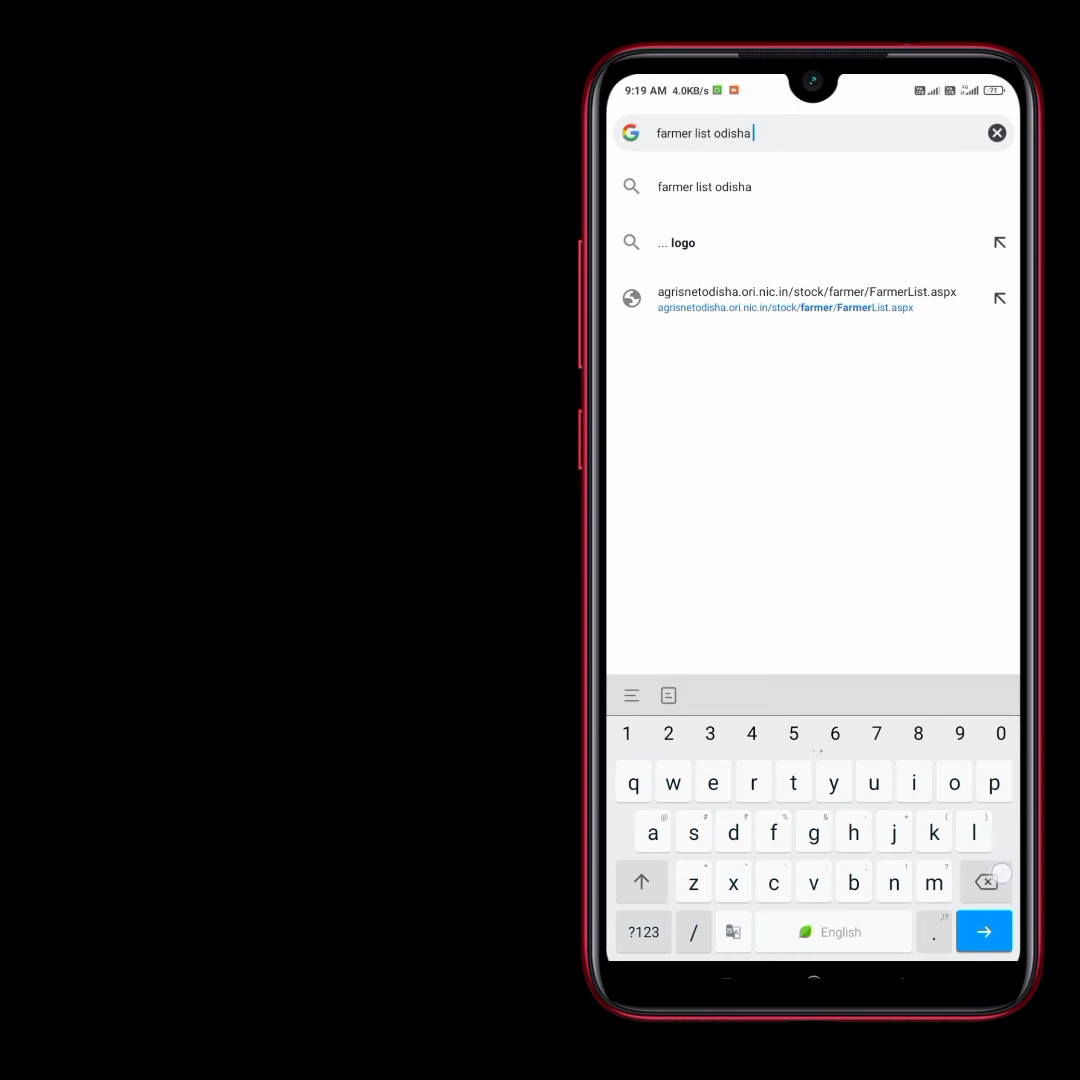 9:19 AM 4.0KB/s 71
farmer list odisha
farmer list odisha
... logo
agrisnetodisha.ori.nic.in/stock/farmer/FarmerList.aspx
agrisnetodisha.ori.nic.in/stock/farmer/FarmerList.aspx
1 2 3 4 5 6 7 8 9 0
q w e r t y u i o p
@ # ₹ % & - + ( )
a s d f g h j k l
z x c v b n m
?123 / English . ,!?